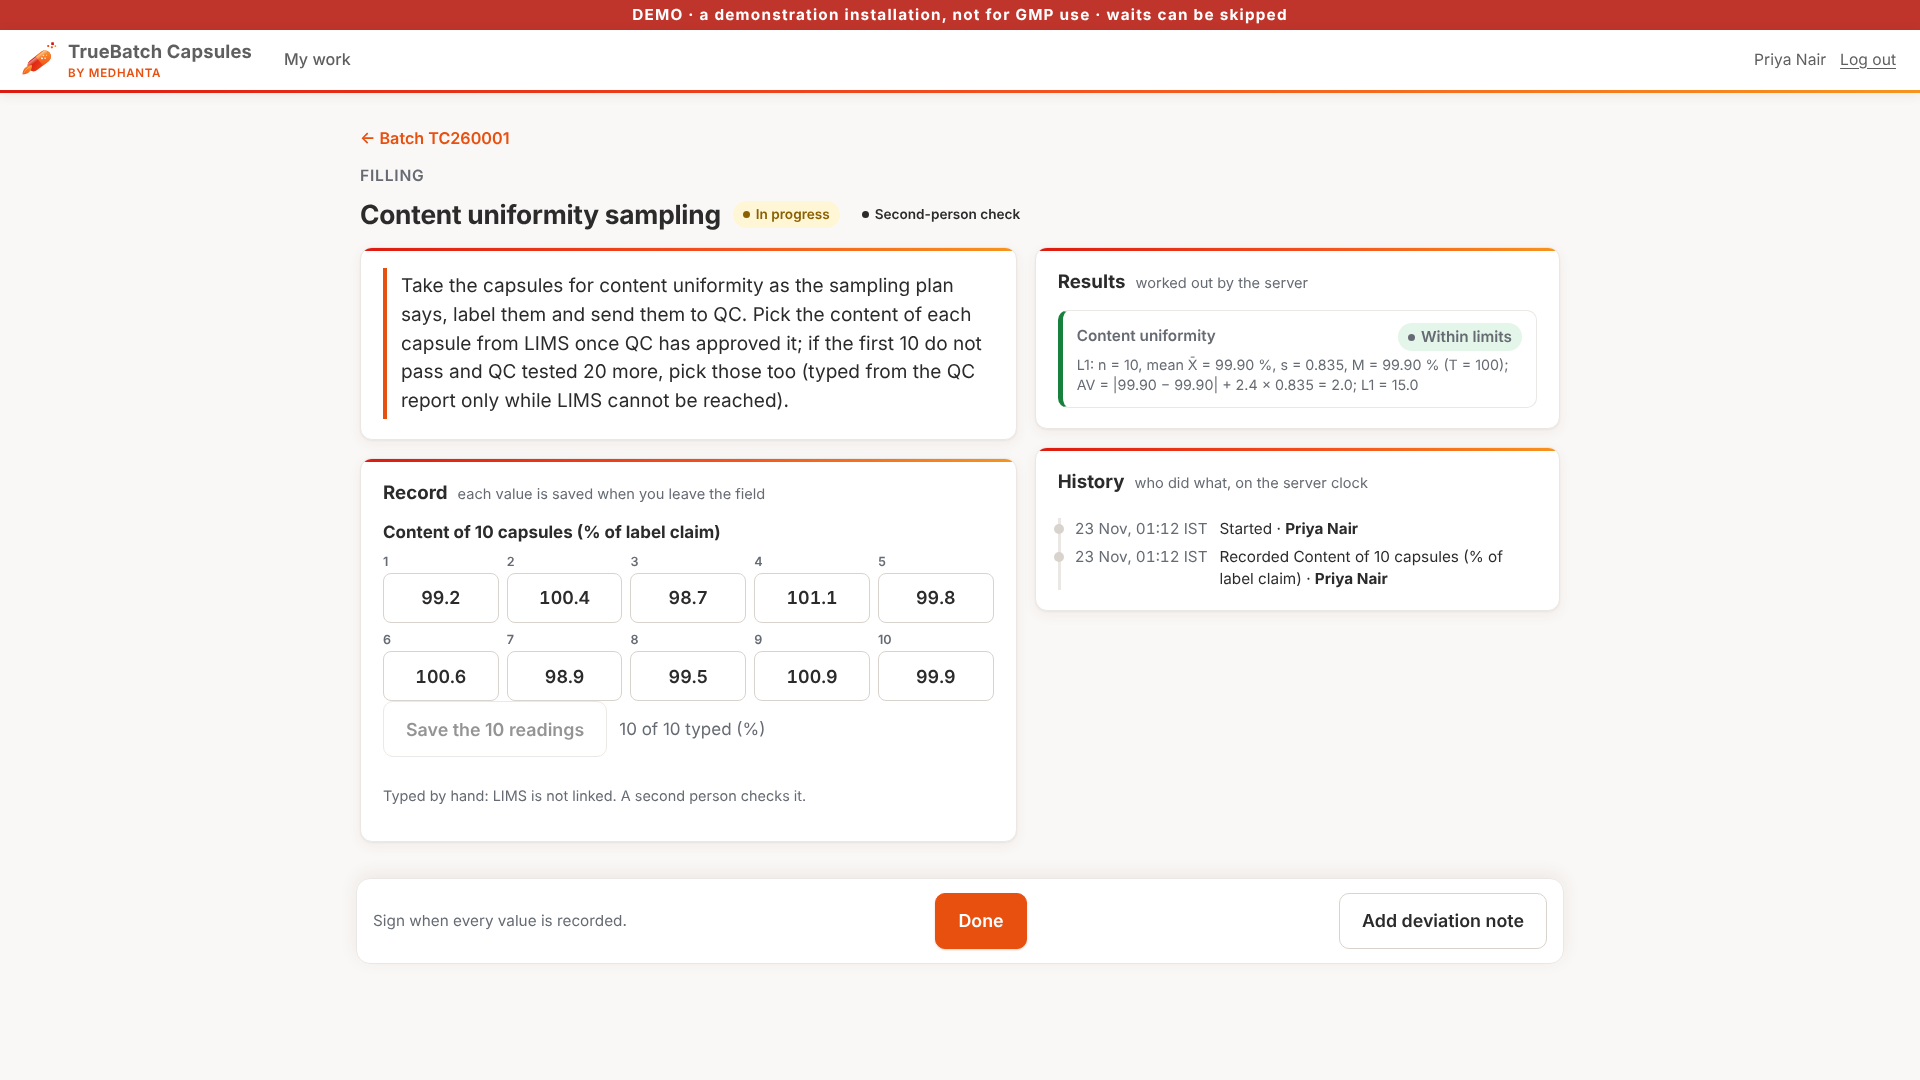 DEMO · a demonstration installation, not for GMP use · waits can be skipped
TrueBatch Capsules
BY MEDHANTA
My work
Priya Nair
Log out
← Batch TC260001
FILLING
Content uniformity sampling
In progress
Second-person check
Take the capsules for content uniformity as the sampling plan
says, label them and send them to QC. Pick the content of each
capsule from LIMS once QC has approved it; if the first 10 do not
pass and QC tested 20 more, pick those too (typed from the QC
report only while LIMS cannot be reached).
Record each value is saved when you leave the field
Content of 10 capsules (% of label claim)
1 2 3 4 5
99.2 100.4 98.7 101.1 99.8
6 7 8 9 10
100.6 98.9 99.5 100.9 99.9
Save the 10 readings 10 of 10 typed (%)
Typed by hand: LIMS is not linked. A second person checks it.
Results worked out by the server
Content uniformity
Within limits
L1: n = 10, mean X̄ = 99.90 %, s = 0.835, M = 99.90 % (T = 100);
AV = |99.90 − 99.90| + 2.4 × 0.835 = 2.0; L1 = 15.0
History who did what, on the server clock
23 Nov, 01:12 IST Started · Priya Nair
23 Nov, 01:12 IST Recorded Content of 10 capsules (% of
label claim) · Priya Nair
Sign when every value is recorded.
Done
Add deviation note